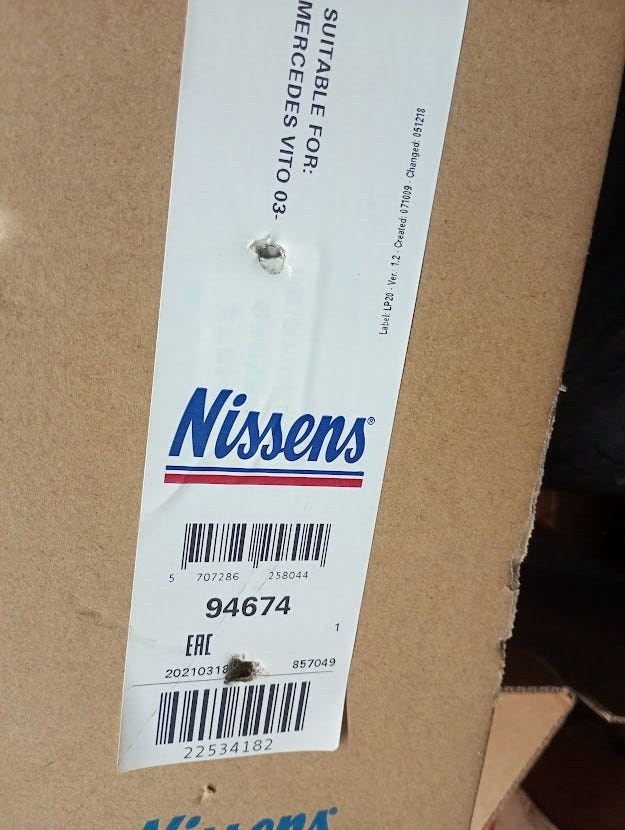 SUITABLE FOR:
MERCEDES VITO 03-
Label: LP20 - Ver. 1.2 - Created: 071009 - Changed: 051218
Nissens®
5 707286 258044
94674
1
EAC
20210318 857049
22534182
Nissens